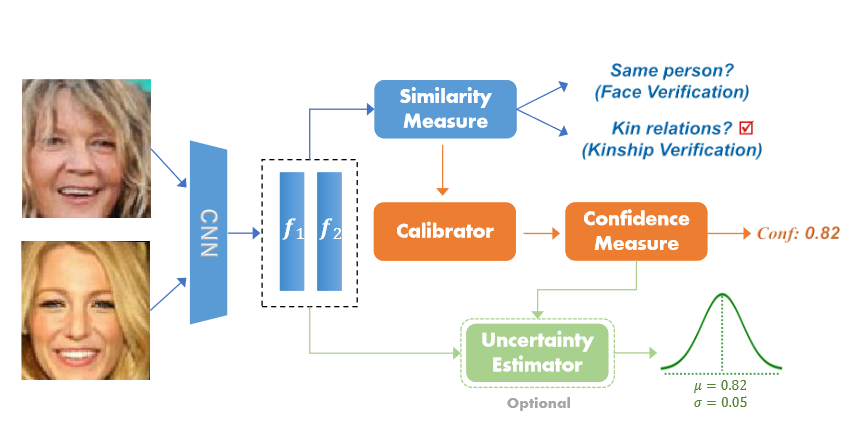 Same person?
(Face Verification)
Similarity
Measure
Kin relations? ☑
(Kinship Verification)
CNN
f1 f2
Calibrator
Confidence
Measure
Conf: 0.82
Uncertainty
Estimator
Optional
μ = 0.82
σ = 0.05